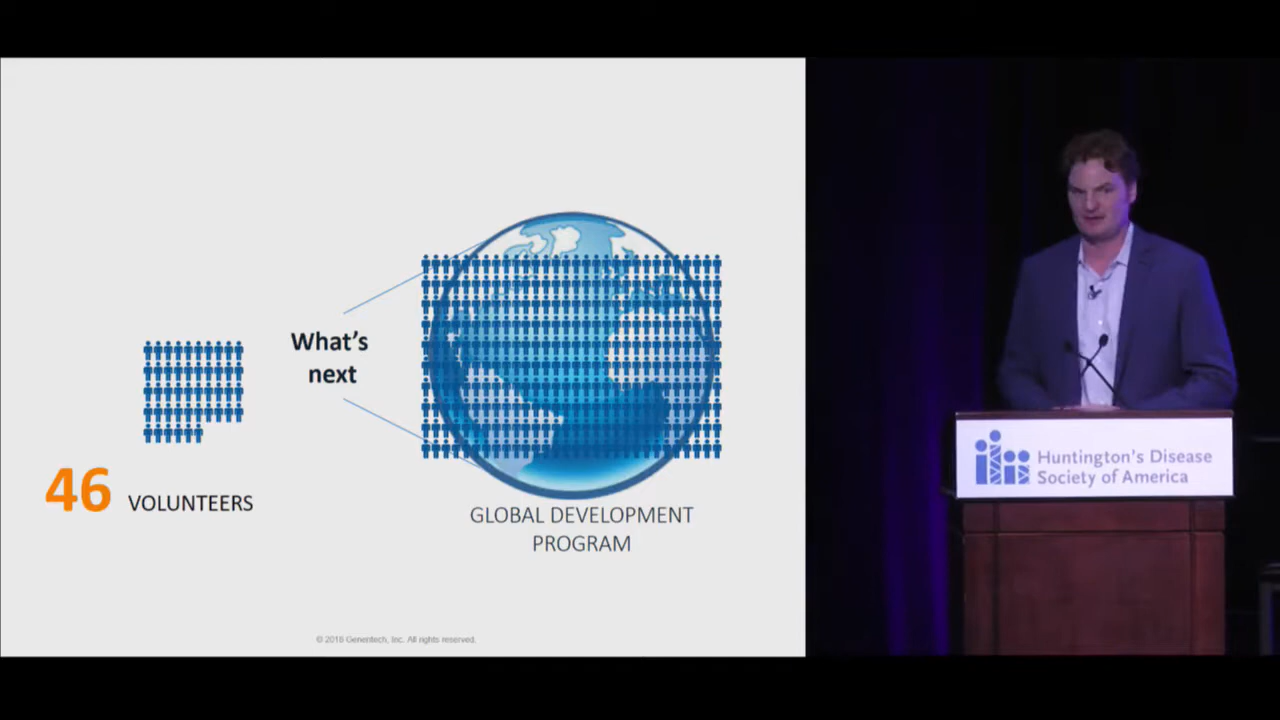 What's
next
46 VOLUNTEERS
GLOBAL DEVELOPMENT
PROGRAM
© 2018 Genentech, Inc. All rights reserved.
Huntington's Disease
Society of America